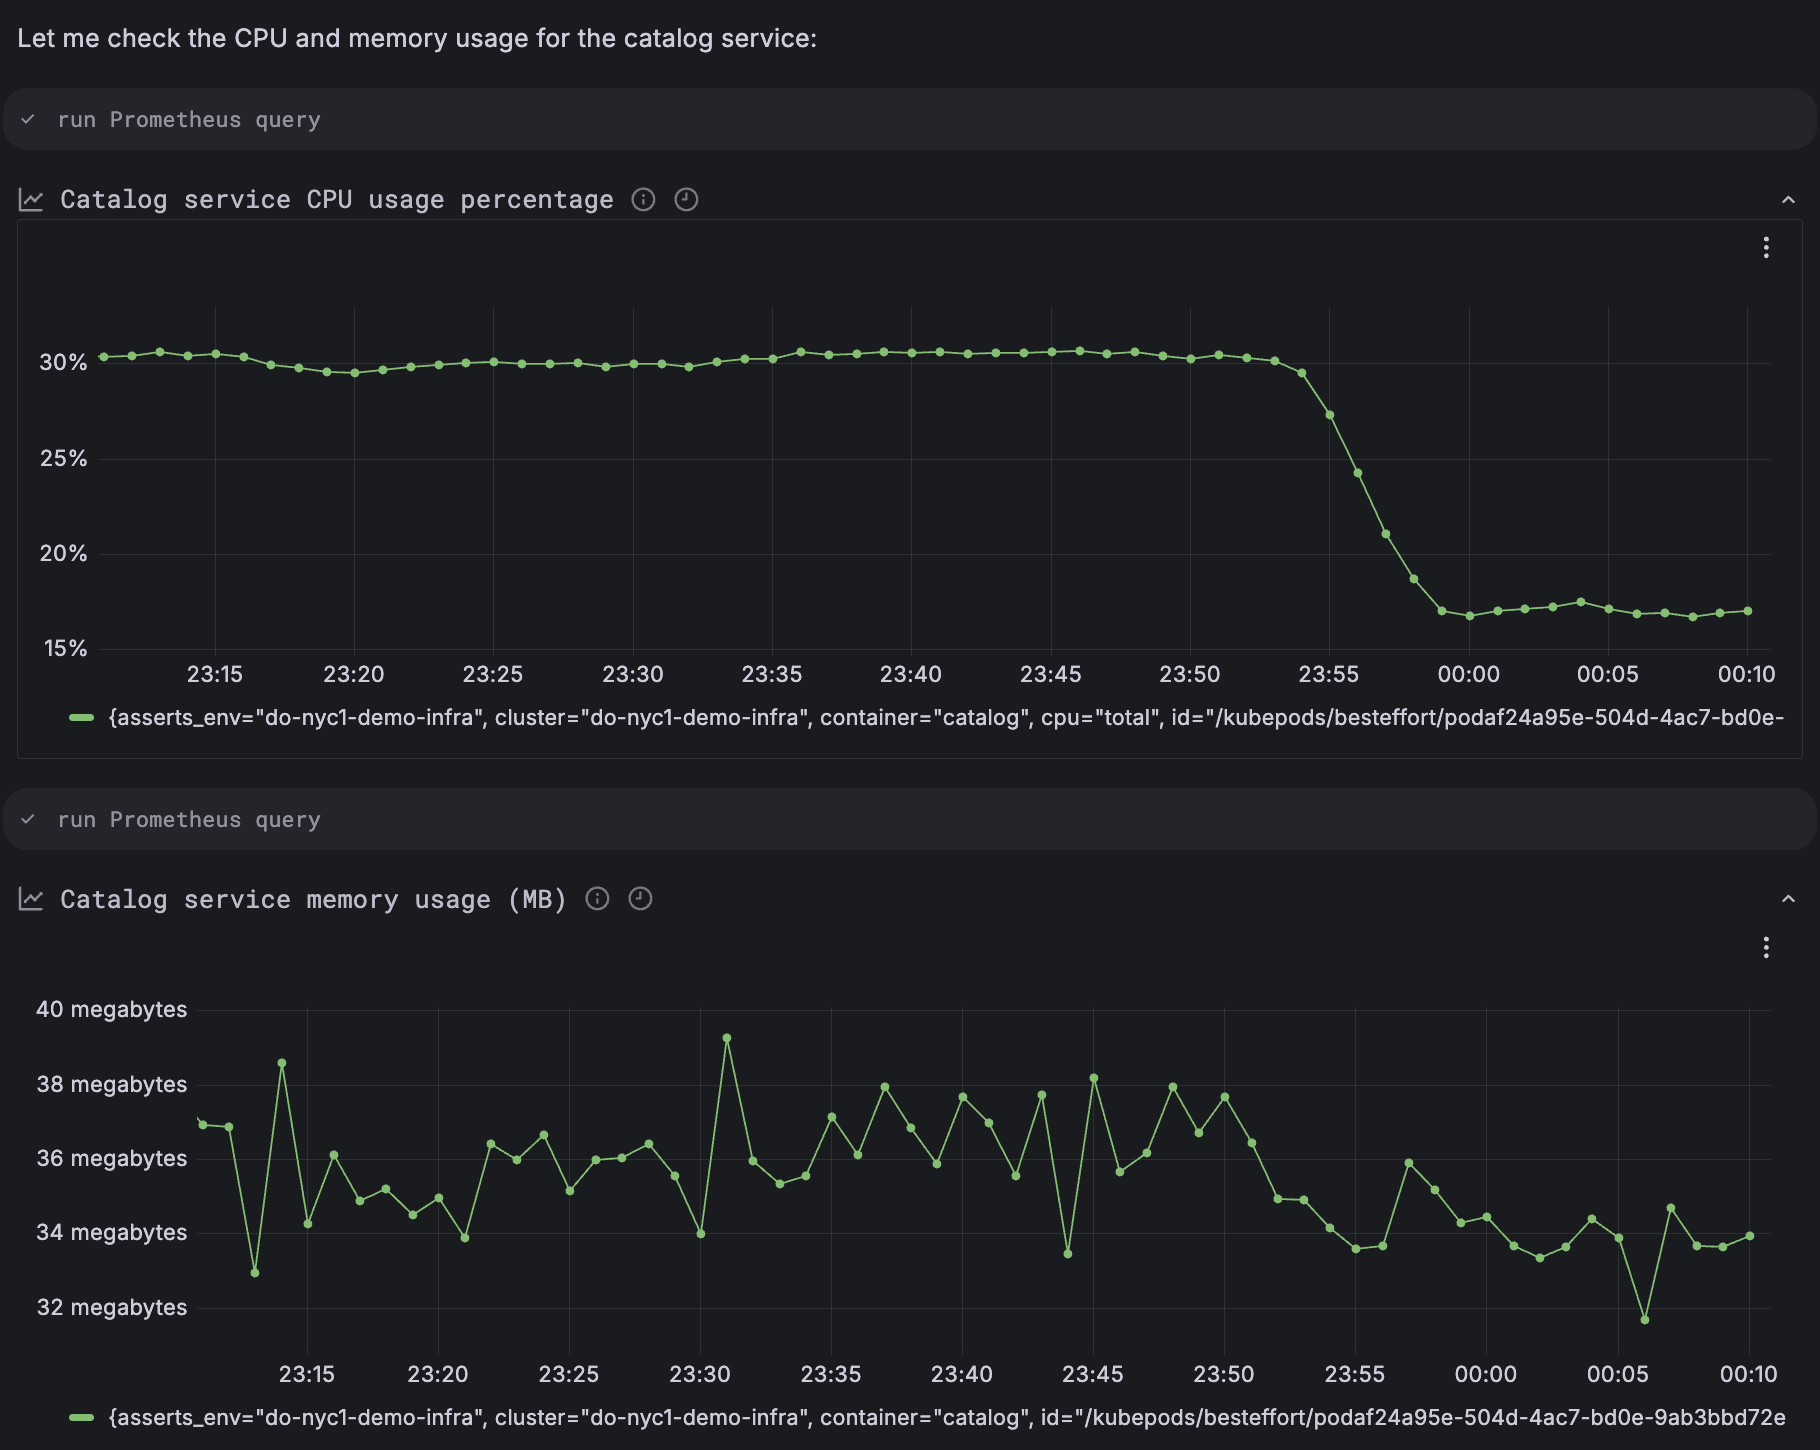 Let me check the CPU and memory usage for the catalog service:
run Prometheus query
Catalog service CPU usage percentage
30%
25%
20%
15%
23:15 23:20 23:25 23:30 23:35 23:40 23:45 23:50 23:55 00:00 00:05 00:10
{asserts_env="do-nyc1-demo-infra", cluster="do-nyc1-demo-infra", container="catalog", cpu="total", id="/kubepods/besteffort/podaf24a95e-504d-4ac7-bd0e-
run Prometheus query
Catalog service memory usage (MB)
40 megabytes
38 megabytes
36 megabytes
34 megabytes
32 megabytes
23:15 23:20 23:25 23:30 23:35 23:40 23:45 23:50 23:55 00:00 00:05 00:10
{asserts_env="do-nyc1-demo-infra", cluster="do-nyc1-demo-infra", container="catalog", id="/kubepods/besteffort/podaf24a95e-504d-4ac7-bd0e-9ab3bbd72e